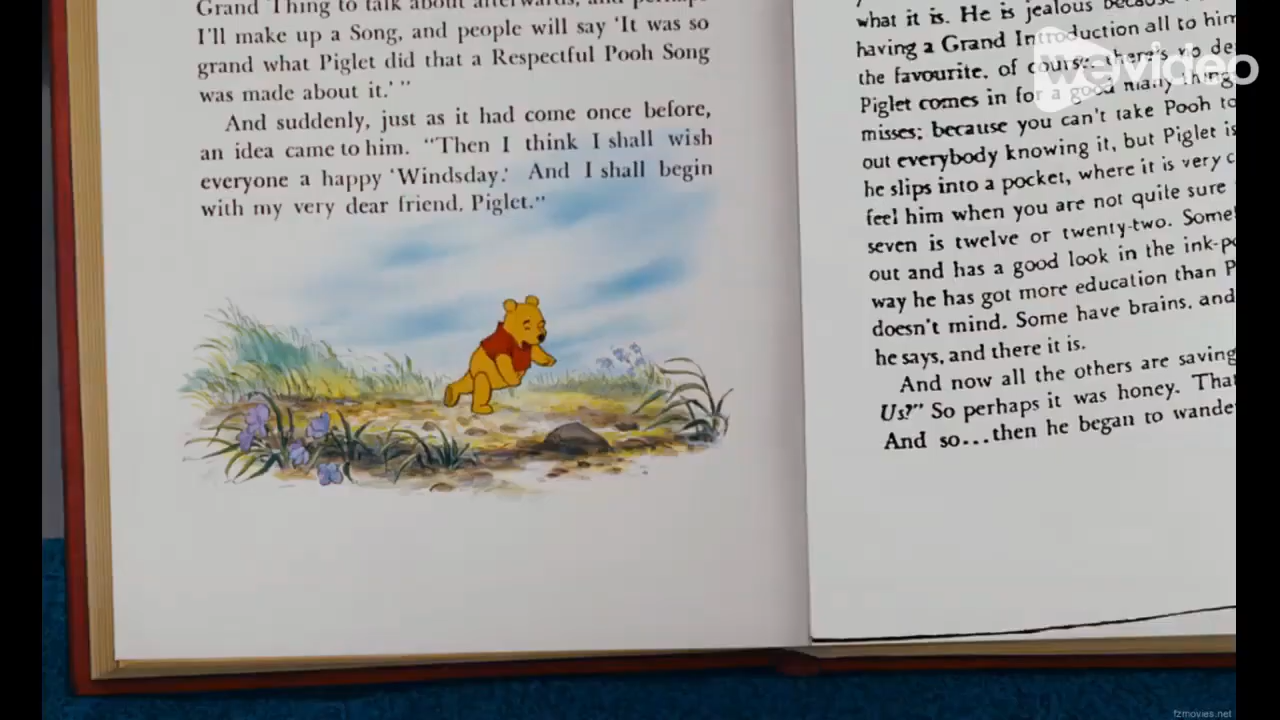 Grand Thing to talk about afterwards, and perhaps
I'll make up a Song, and people will say 'It was so
grand what Piglet did that a Respectful Pooh Song
was made about it.' "
And suddenly, just as it had come once before,
an idea came to him. "Then I think I shall wish
everyone a happy 'Windsday.' And I shall begin
with my very dear friend, Piglet."
what it is. He is jealous because
having a Grand Introduction all to him
the favourite, of course, there's no de
Piglet comes in for a good many thing
misses; because you can't take Pooh to
out everybody knowing it, but Piglet is
he slips into a pocket, where it is very c
feel him when you are not quite sure
seven is twelve or twenty-two. Some
out and has a good look in the ink-p
way he has got more education than P
doesn't mind. Some have brains, and
he says, and there it is.
And now all the others are saving
Us?" So perhaps it was honey. That
And so...then he began to wande
wevideo
fzmovies.net